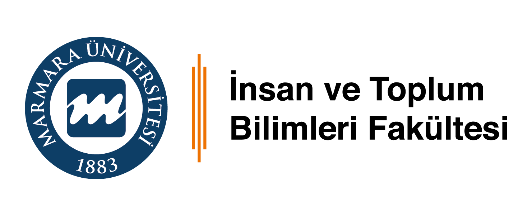 MARMARA ÜNİVERSİTESİ
m
1883
İnsan ve Toplum
Bilimleri Fakültesi